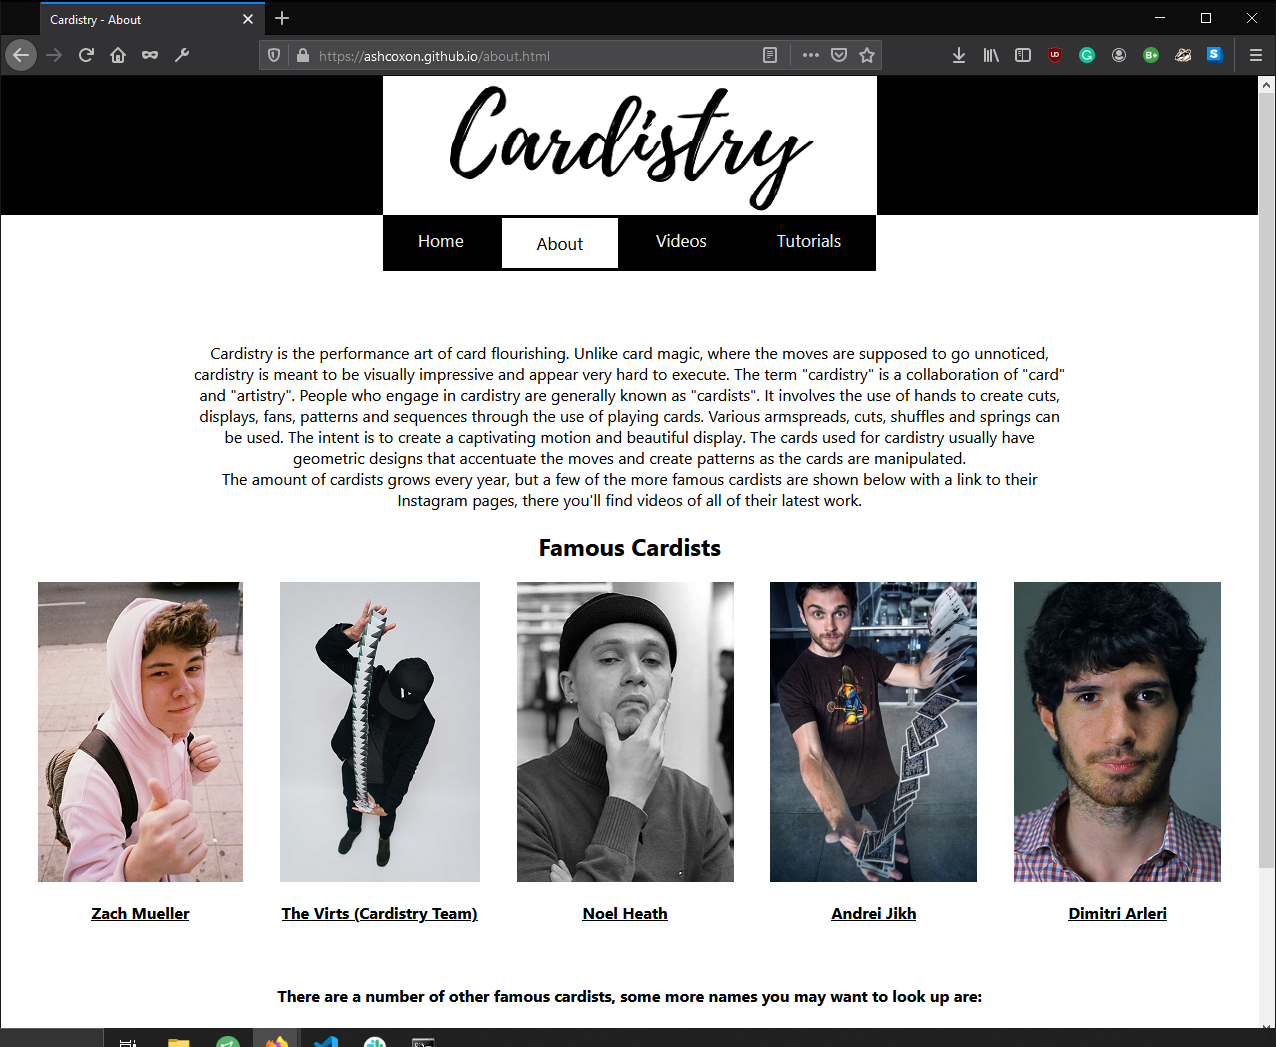 Cardistry - About
https://ashcoxon.github.io/about.html
Cardistry
Home
About
Videos
Tutorials
Cardistry is the performance art of card flourishing. Unlike card magic, where the moves are supposed to go unnoticed,
cardistry is meant to be visually impressive and appear very hard to execute. The term "cardistry" is a collaboration of "card"
and "artistry". People who engage in cardistry are generally known as "cardists". It involves the use of hands to create cuts,
displays, fans, patterns and sequences through the use of playing cards. Various armspreads, cuts, shuffles and springs can
be used. The intent is to create a captivating motion and beautiful display. The cards used for cardistry usually have
geometric designs that accentuate the moves and create patterns as the cards are manipulated.
The amount of cardists grows every year, but a few of the more famous cardists are shown below with a link to their
Instagram pages, there you'll find videos of all of their latest work.
Famous Cardists
Zach Mueller
The Virts (Cardistry Team)
Noel Heath
Andrei Jikh
Dimitri Arleri
There are a number of other famous cardists, some more names you may want to look up are: